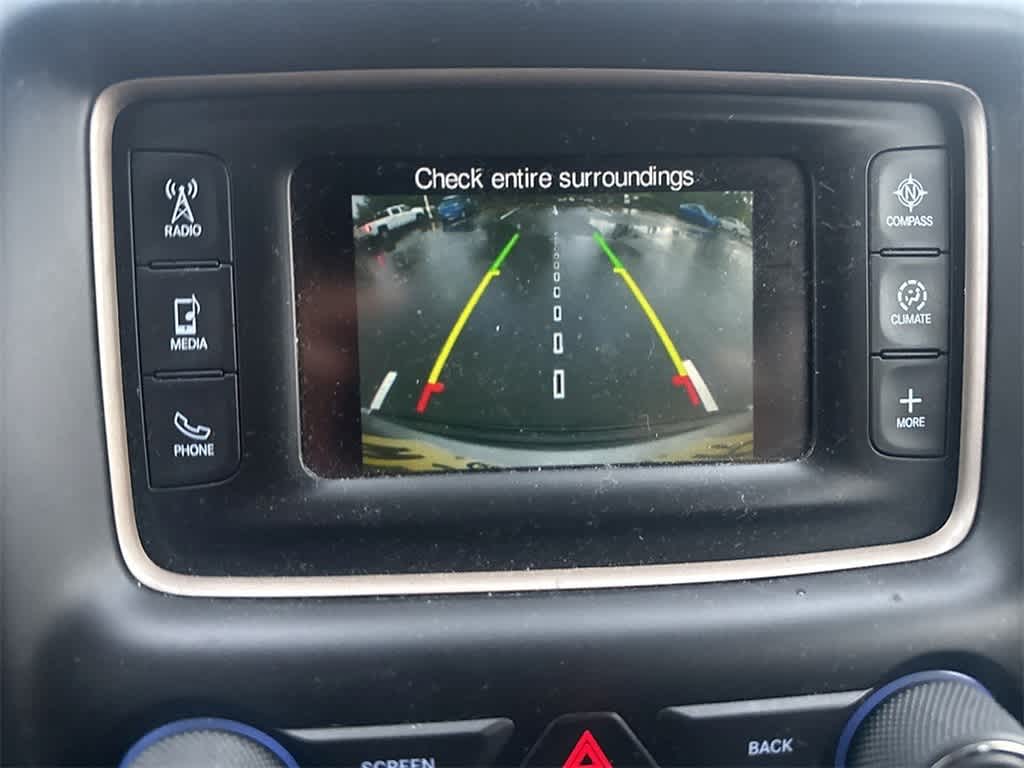 Check entire surroundings
RADIO
MEDIA
PHONE
N
COMPASS
CLIMATE
MORE
SCREEN
BACK